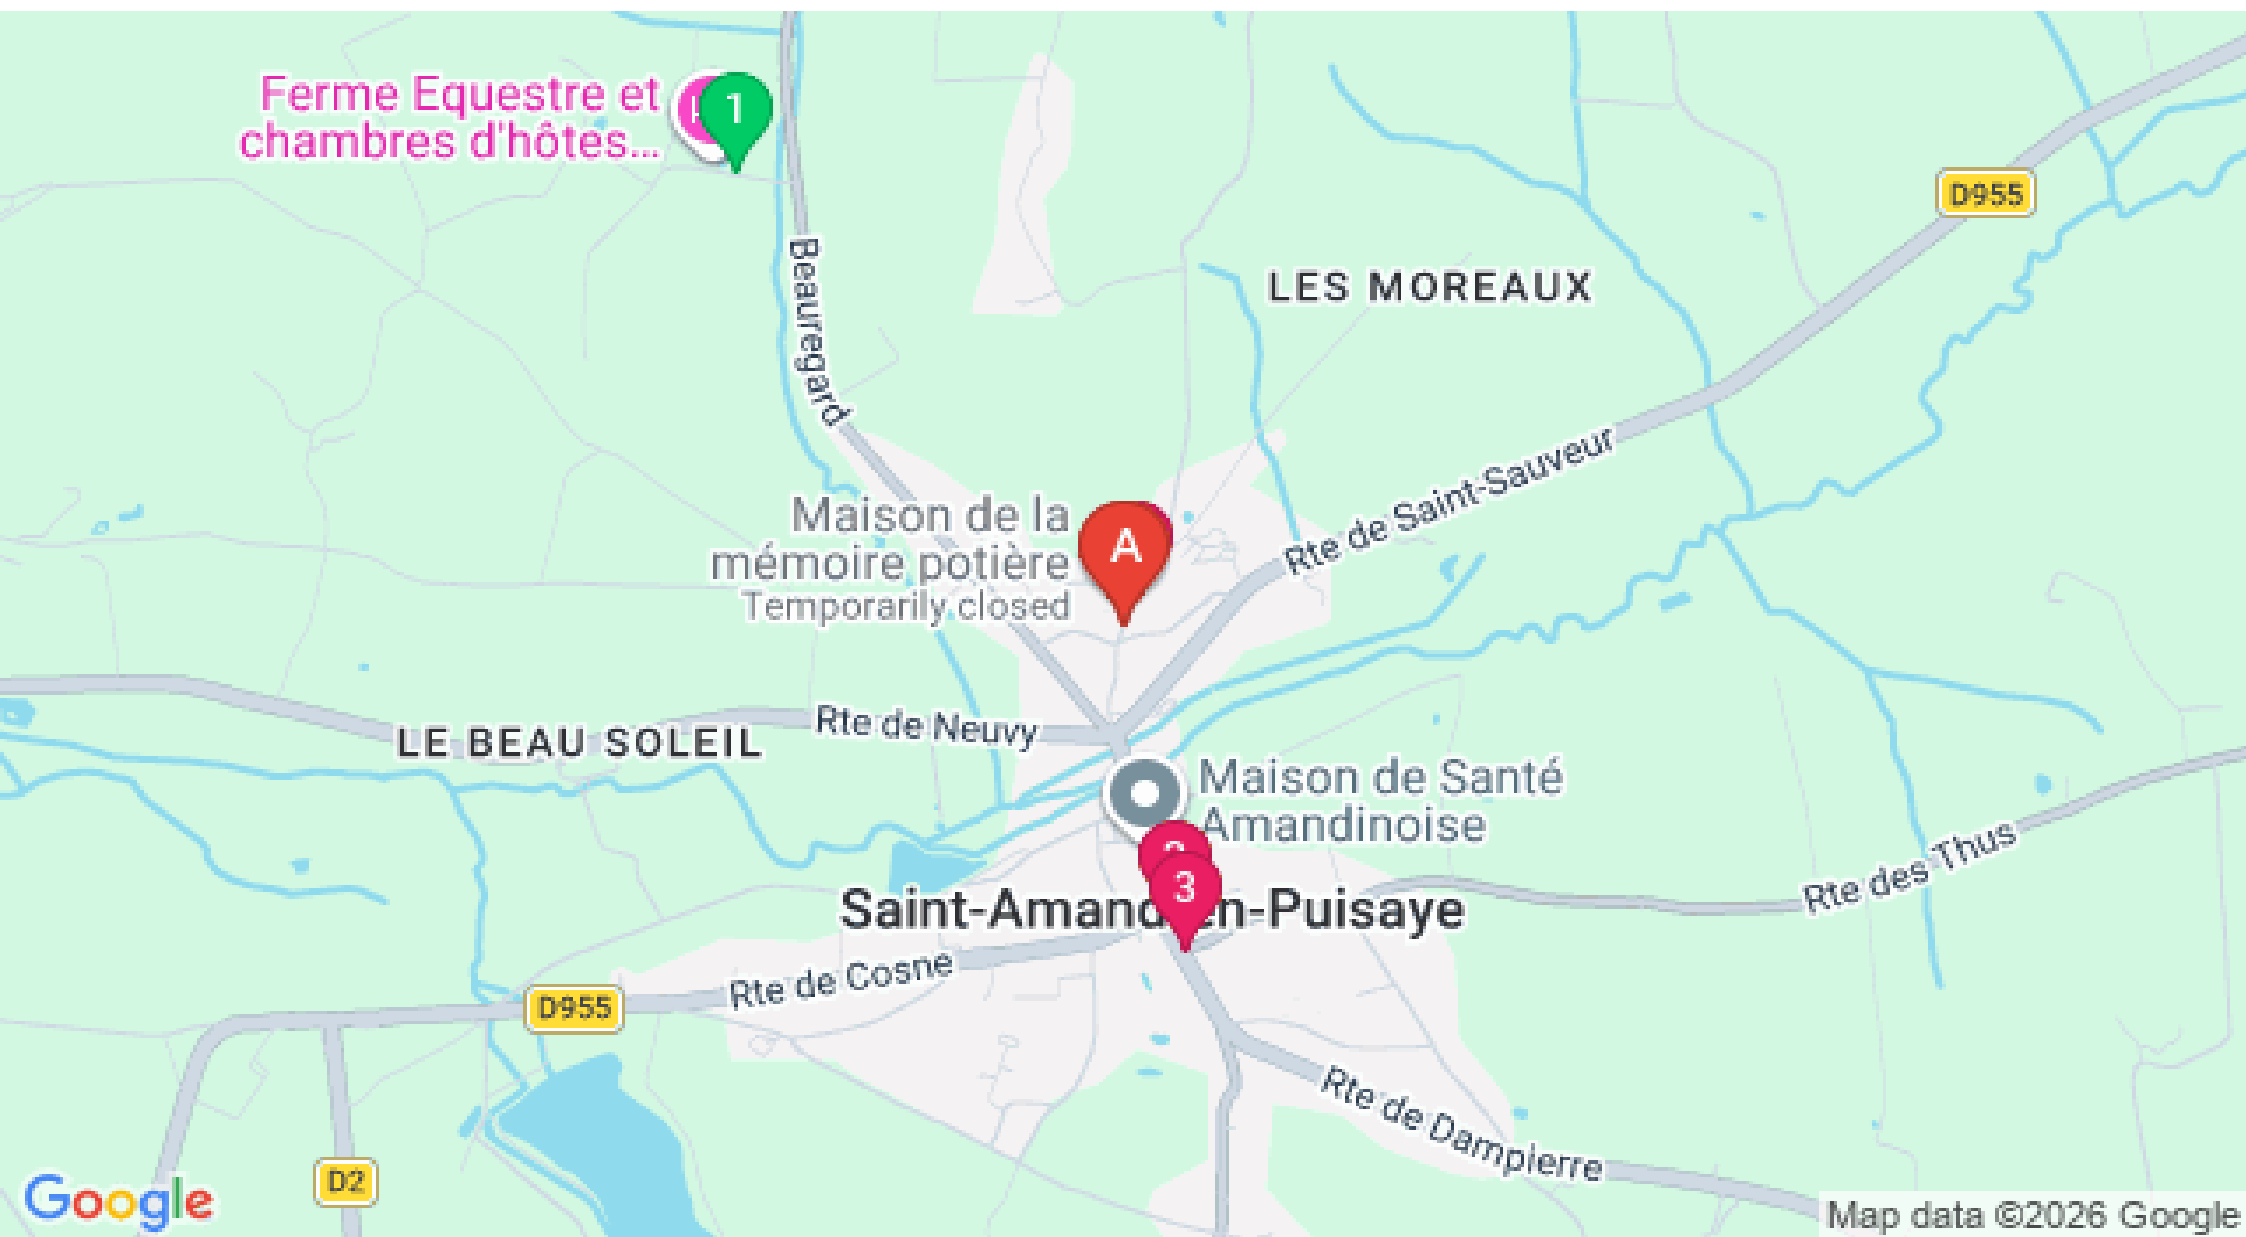 Ferme Equestre et
chambres d'hôtes...
1
D955
Beauregard
LES MOREAUX
Rte de Saint-Sauveur
Maison de la
mémoire potière
Temporarily closed
A
Rte de Neuvy
LE BEAU SOLEIL
Maison de Santé
Amandinoise
3
Rte des Thus
Saint-Amand-en-Puisaye
Rte de Cosne
D955
Rte de Dampierre
D2
Google
Map data ©2026 Google